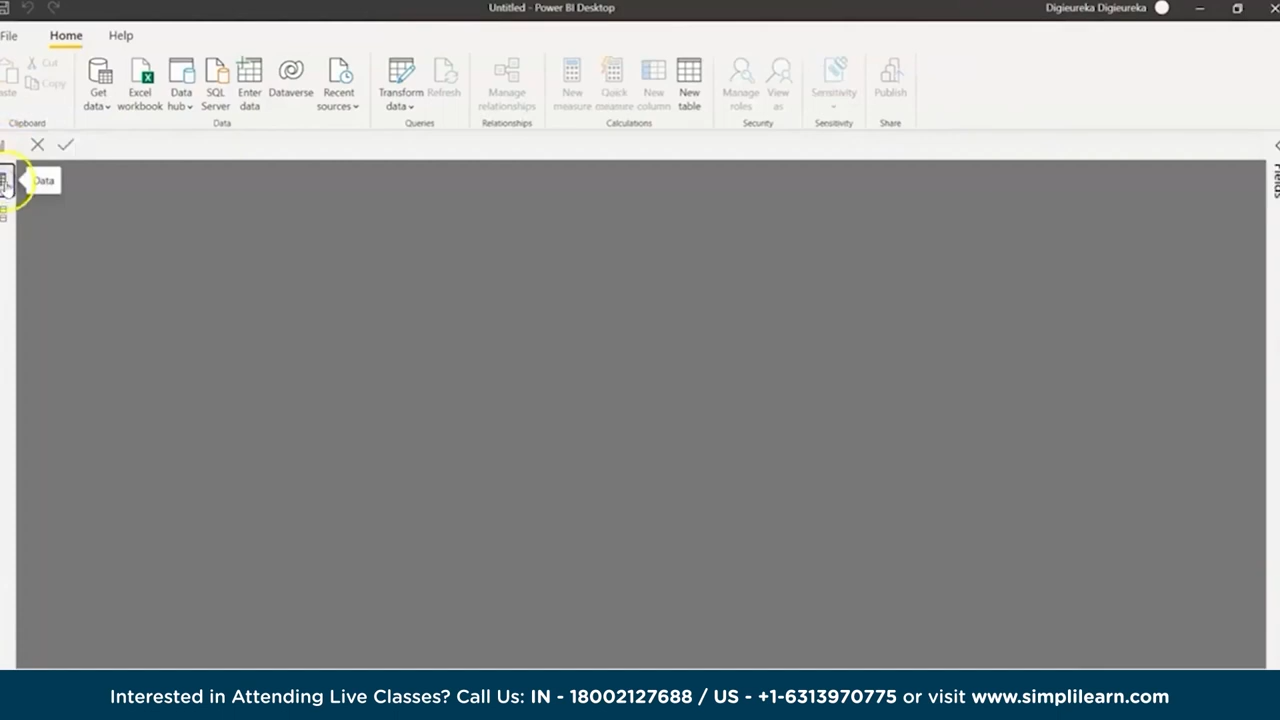 Untitled - Power BI Desktop
Digieureka Digieureka
File Home Help
Cut
Copy
Clipboard
Get data
Excel workbook
Data hub
SQL Server
Enter data
Dataverse
Recent sources
Data
Transform data
Refresh
Queries
Manage relationships
Relationships
New measure
Quick measure
New column
New table
Calculations
Manage roles
View as
Security
Sensitivity
Sensitivity
Publish
Share
Data
Fields
Interested in Attending Live Classes? Call Us: IN - 18002127688 / US - +1-6313970775 or visit www.simplilearn.com